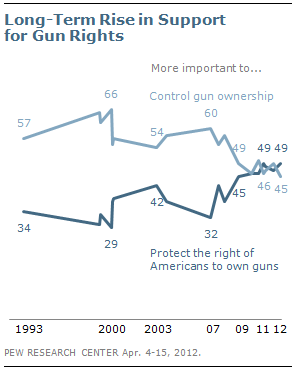 Long-Term Rise in Support
for Gun Rights
More important to...
Control gun ownership
66
60
57
54
49
49
49
46
45
45
42
34
32
29
Protect the right of
Americans to own guns
1993 2000 2003 07 09 11 12
PEW RESEARCH CENTER Apr. 4-15, 2012.